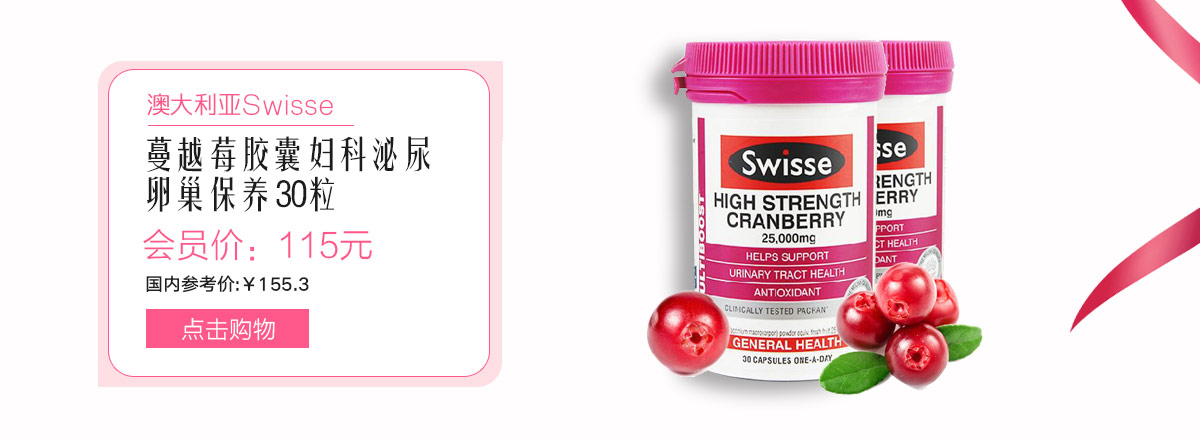 澳大利亚Swisse
蔓越莓胶囊妇科泌尿
卵巢保养30粒
会员价：115元
国内参考价:￥155.3
点击购物
Swisse
HIGH STRENGTH
CRANBERRY
25,000mg
HELPS SUPPORT
URINARY TRACT HEALTH
ANTIOXIDANT
CLINICALLY TESTED PACRAN
GENERAL HEALTH
30 CAPSULES ONE-A-DAY